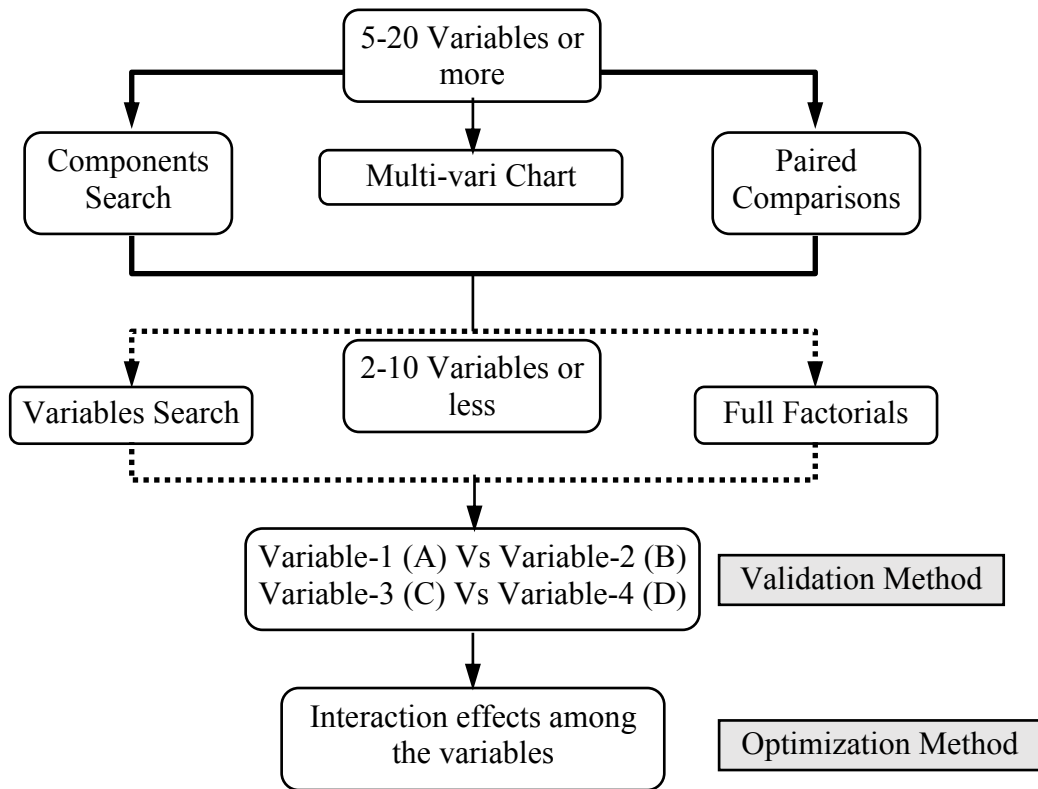 5-20 Variables or
more
Components
Search
Multi-vari Chart
Paired
Comparisons
2-10 Variables or
less
Variables Search
Full Factorials
Variable-1 (A) Vs Variable-2 (B)
Variable-3 (C) Vs Variable-4 (D)
Validation Method
Interaction effects among
the variables
Optimization Method